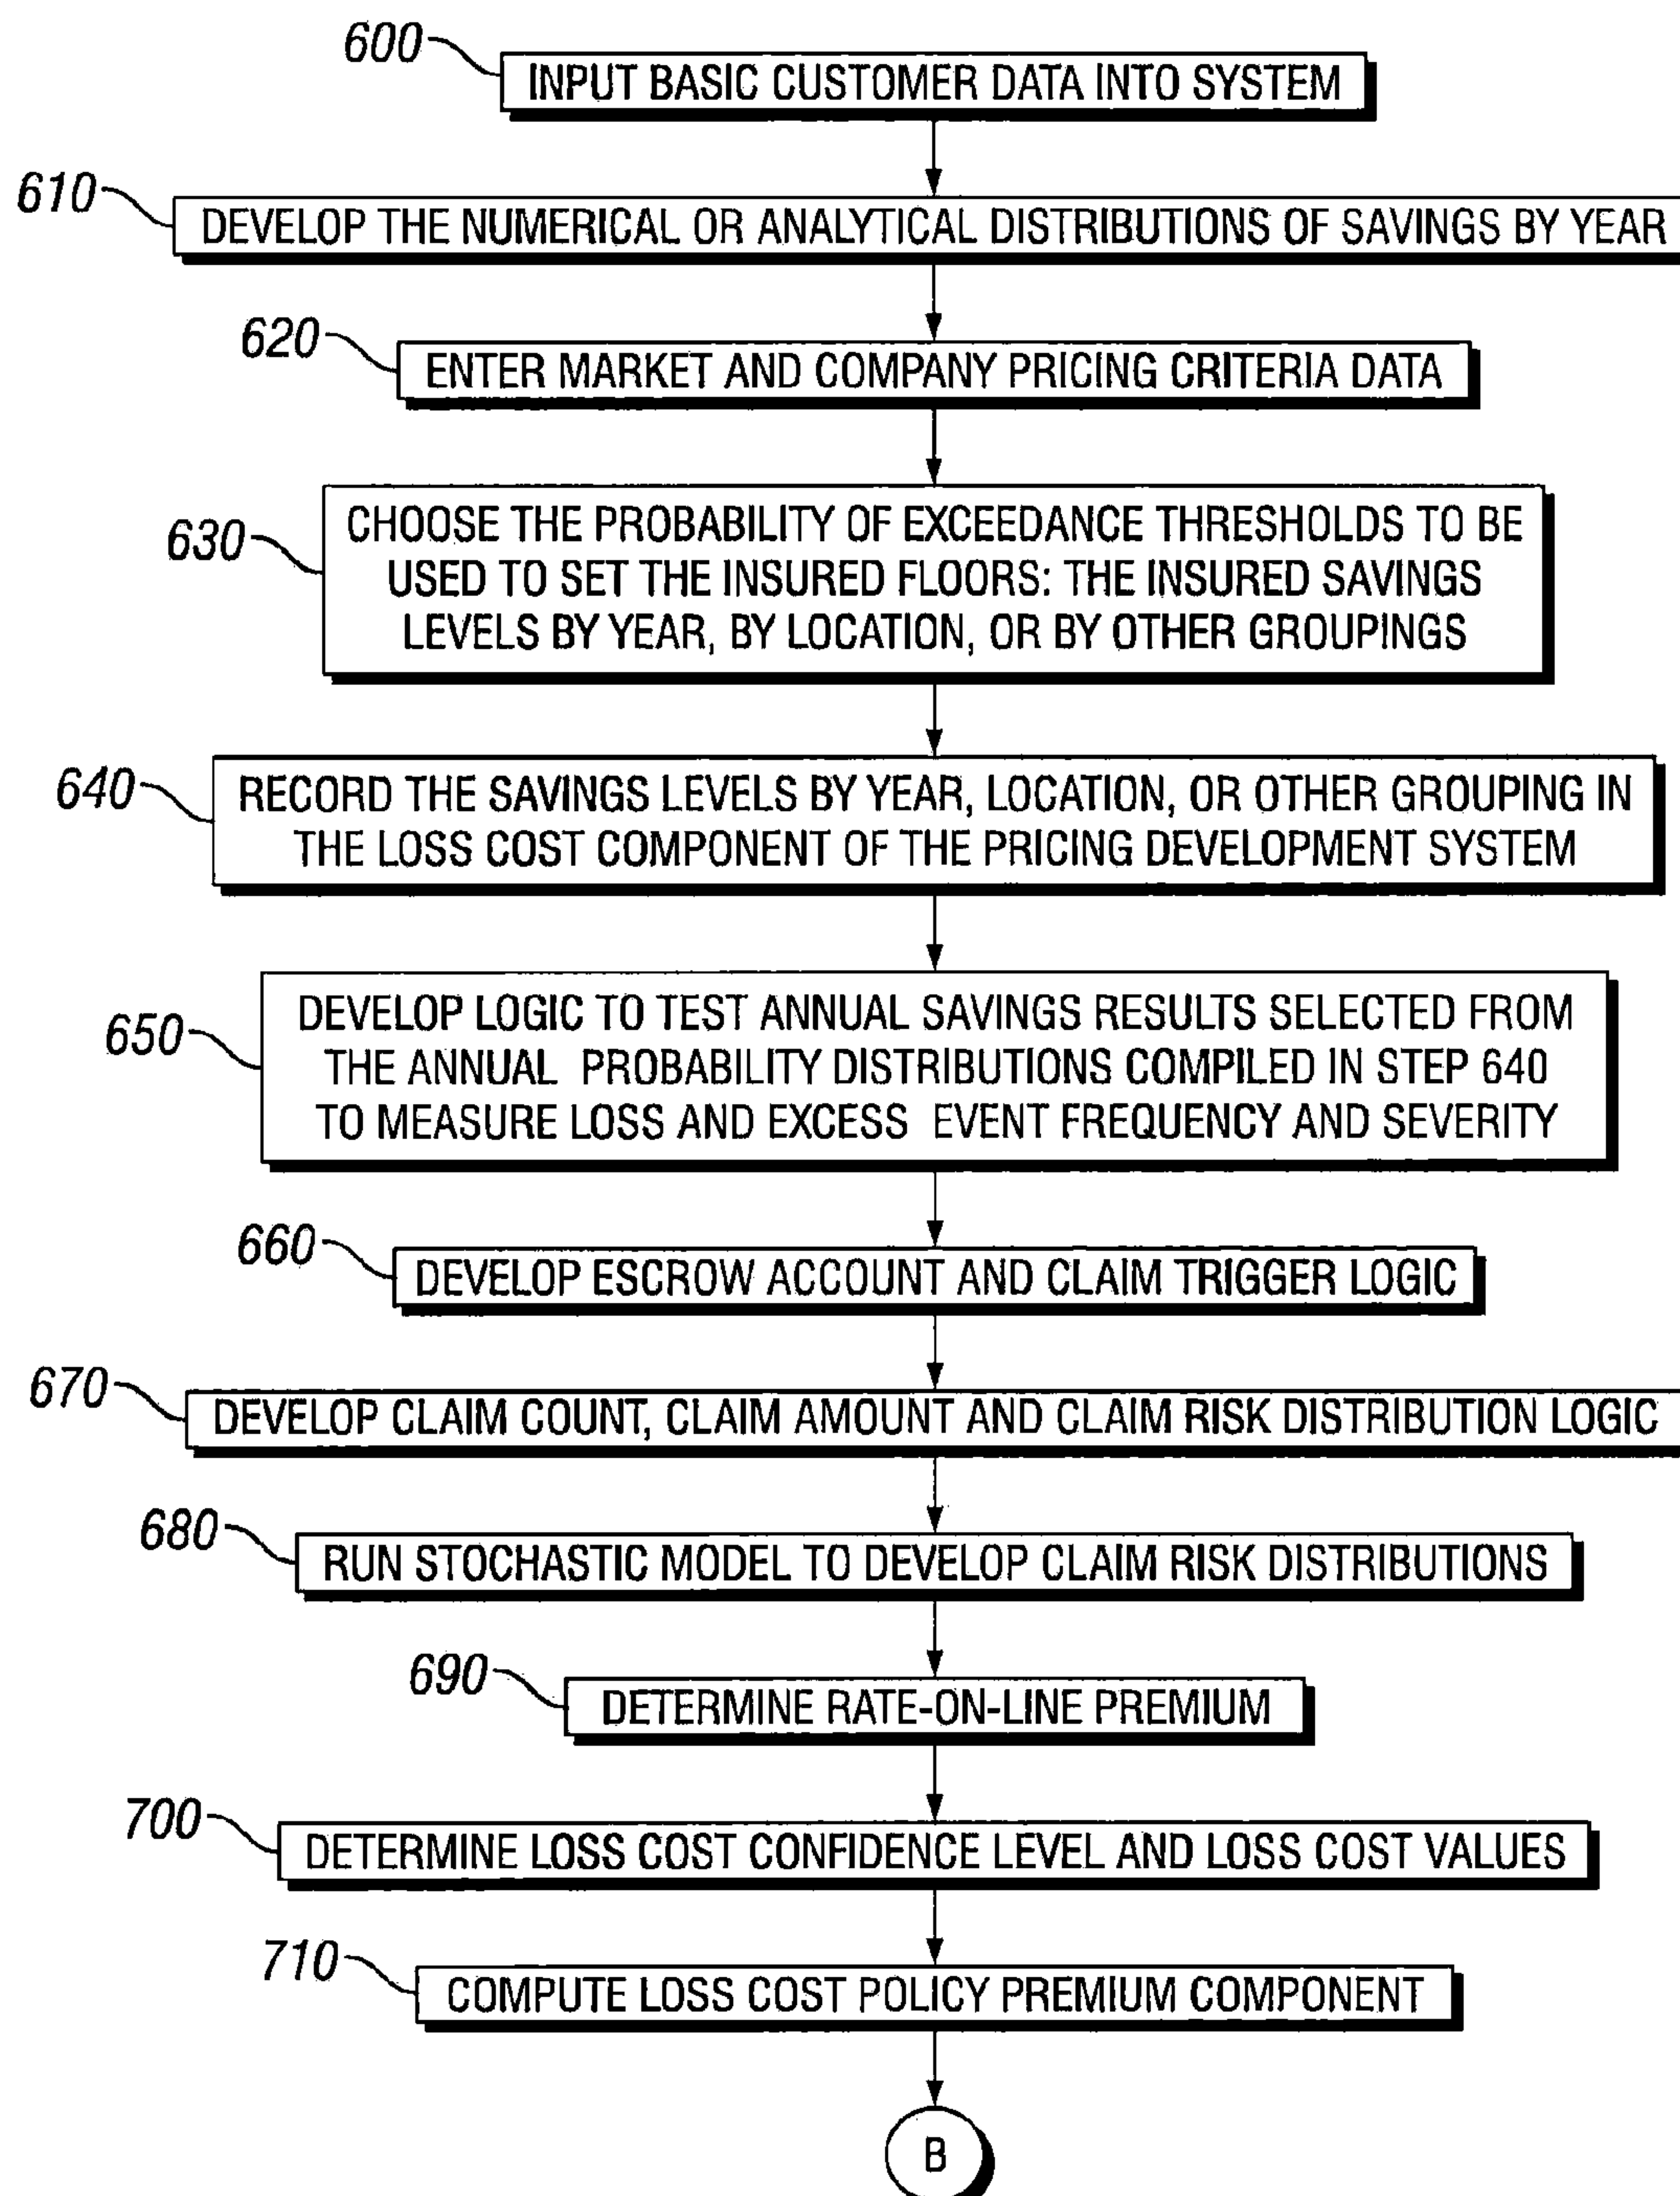 600
INPUT BASIC CUSTOMER DATA INTO SYSTEM
610
DEVELOP THE NUMERICAL OR ANALYTICAL DISTRIBUTIONS OF SAVINGS BY YEAR
620
ENTER MARKET AND COMPANY PRICING CRITERIA DATA
630
CHOOSE THE PROBABILITY OF EXCEEDANCE THRESHOLDS TO BE
USED TO SET THE INSURED FLOORS: THE INSURED SAVINGS
LEVELS BY YEAR, BY LOCATION, OR BY OTHER GROUPINGS
640
RECORD THE SAVINGS LEVELS BY YEAR, LOCATION, OR OTHER GROUPING IN
THE LOSS COST COMPONENT OF THE PRICING DEVELOPMENT SYSTEM
650
DEVELOP LOGIC TO TEST ANNUAL SAVINGS RESULTS SELECTED FROM
THE ANNUAL PROBABILITY DISTRIBUTIONS COMPILED IN STEP 640
TO MEASURE LOSS AND EXCESS EVENT FREQUENCY AND SEVERITY
660
DEVELOP ESCROW ACCOUNT AND CLAIM TRIGGER LOGIC
670
DEVELOP CLAIM COUNT, CLAIM AMOUNT AND CLAIM RISK DISTRIBUTION LOGIC
680
RUN STOCHASTIC MODEL TO DEVELOP CLAIM RISK DISTRIBUTIONS
690
DETERMINE RATE-ON-LINE PREMIUM
700
DETERMINE LOSS COST CONFIDENCE LEVEL AND LOSS COST VALUES
710
COMPUTE LOSS COST POLICY PREMIUM COMPONENT
B